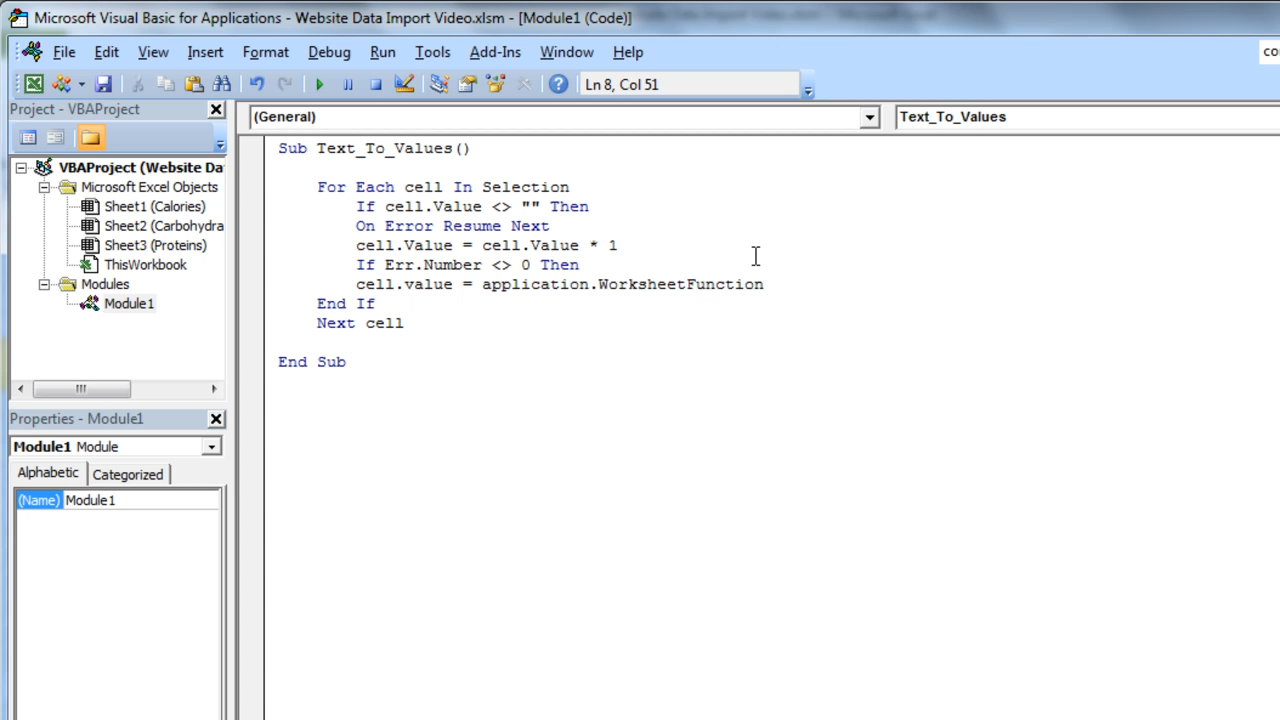 Microsoft Visual Basic for Applications - Website Data Import Video.xlsm - [Module1 (Code)]
File Edit View Insert Format Debug Run Tools Add-Ins Window Help
Ln 8, Col 51
Project - VBAProject
(General)
Text_To_Values
VBAProject (Website Da
Microsoft Excel Objects
Sheet1 (Calories)
Sheet2 (Carbohydra
Sheet3 (Proteins)
ThisWorkbook
Modules
Module1
Sub Text_To_Values()
For Each cell In Selection
If cell.Value <> "" Then
On Error Resume Next
cell.Value = cell.Value * 1
If Err.Number <> 0 Then
cell.value = application.WorksheetFunction
End If
Next cell
End Sub
Properties - Module1
Module1 Module
Alphabetic Categorized
(Name) Module1